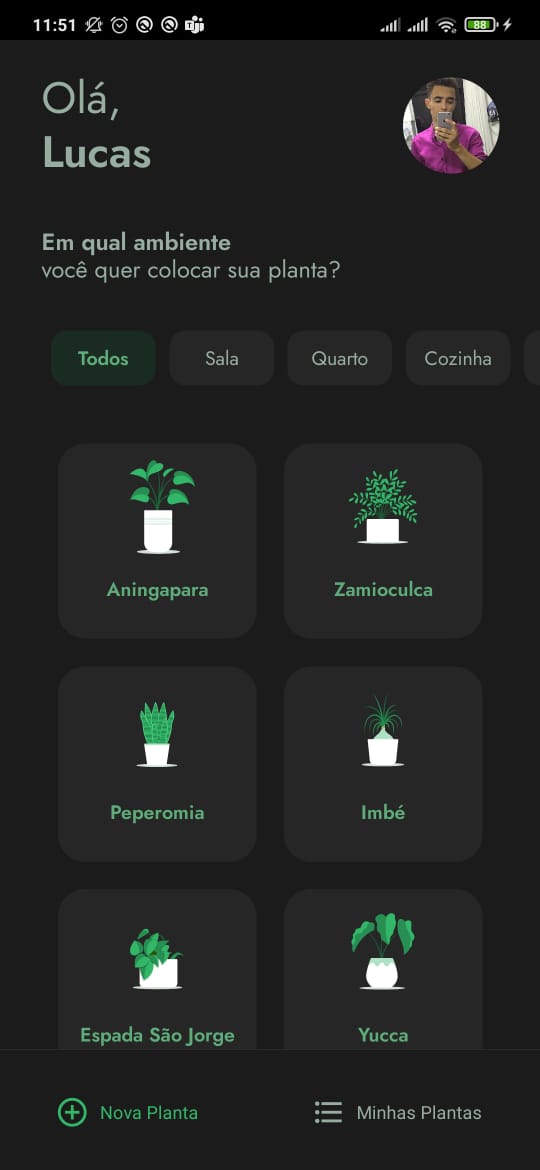 11:51
88
Olá,
Lucas
Em qual ambiente
você quer colocar sua planta?
Todos
Sala
Quarto
Cozinha
Aningapara
Zamioculca
Peperomia
Imbé
Espada São Jorge
Yucca
Nova Planta
Minhas Plantas